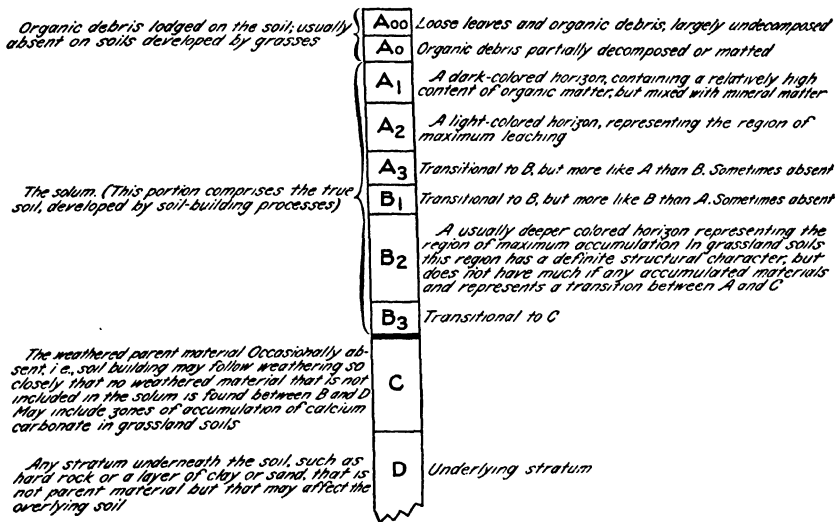 Organic debris lodged on the soil; usually
absent on soils developed by grasses
A00
Loose leaves and organic debris, largely undecomposed
A0
Organic debris partially decomposed or matted
The solum. (This portion comprises the true
soil, developed by soil-building processes)
A1
A dark-colored horizon, containing a relatively high
content of organic matter, but mixed with mineral matter
A2
A light-colored horizon, representing the region of
maximum leaching
A3
Transitional to B, but more like A than B. Sometimes absent
B1
Transitional to B, but more like B than A. Sometimes absent
B2
A usually deeper colored horizon representing the
region of maximum accumulation In grassland soils
this region has a definite structural character, but
does not have much if any accumulated materials
and represents a transition between A and C
B3
Transitional to C
The weathered parent material Occasionally ab-
sent, i.e., soil building may follow weathering so
closely that no weathered material that is not
included in the solum is found between B and D
May include zones of accumulation of calcium
carbonate in grassland soils
C
Any stratum underneath the soil, such as
hard rock or a layer of clay or sand, that is
not parent material but that may affect the
overlying soil
D
Underlying stratum